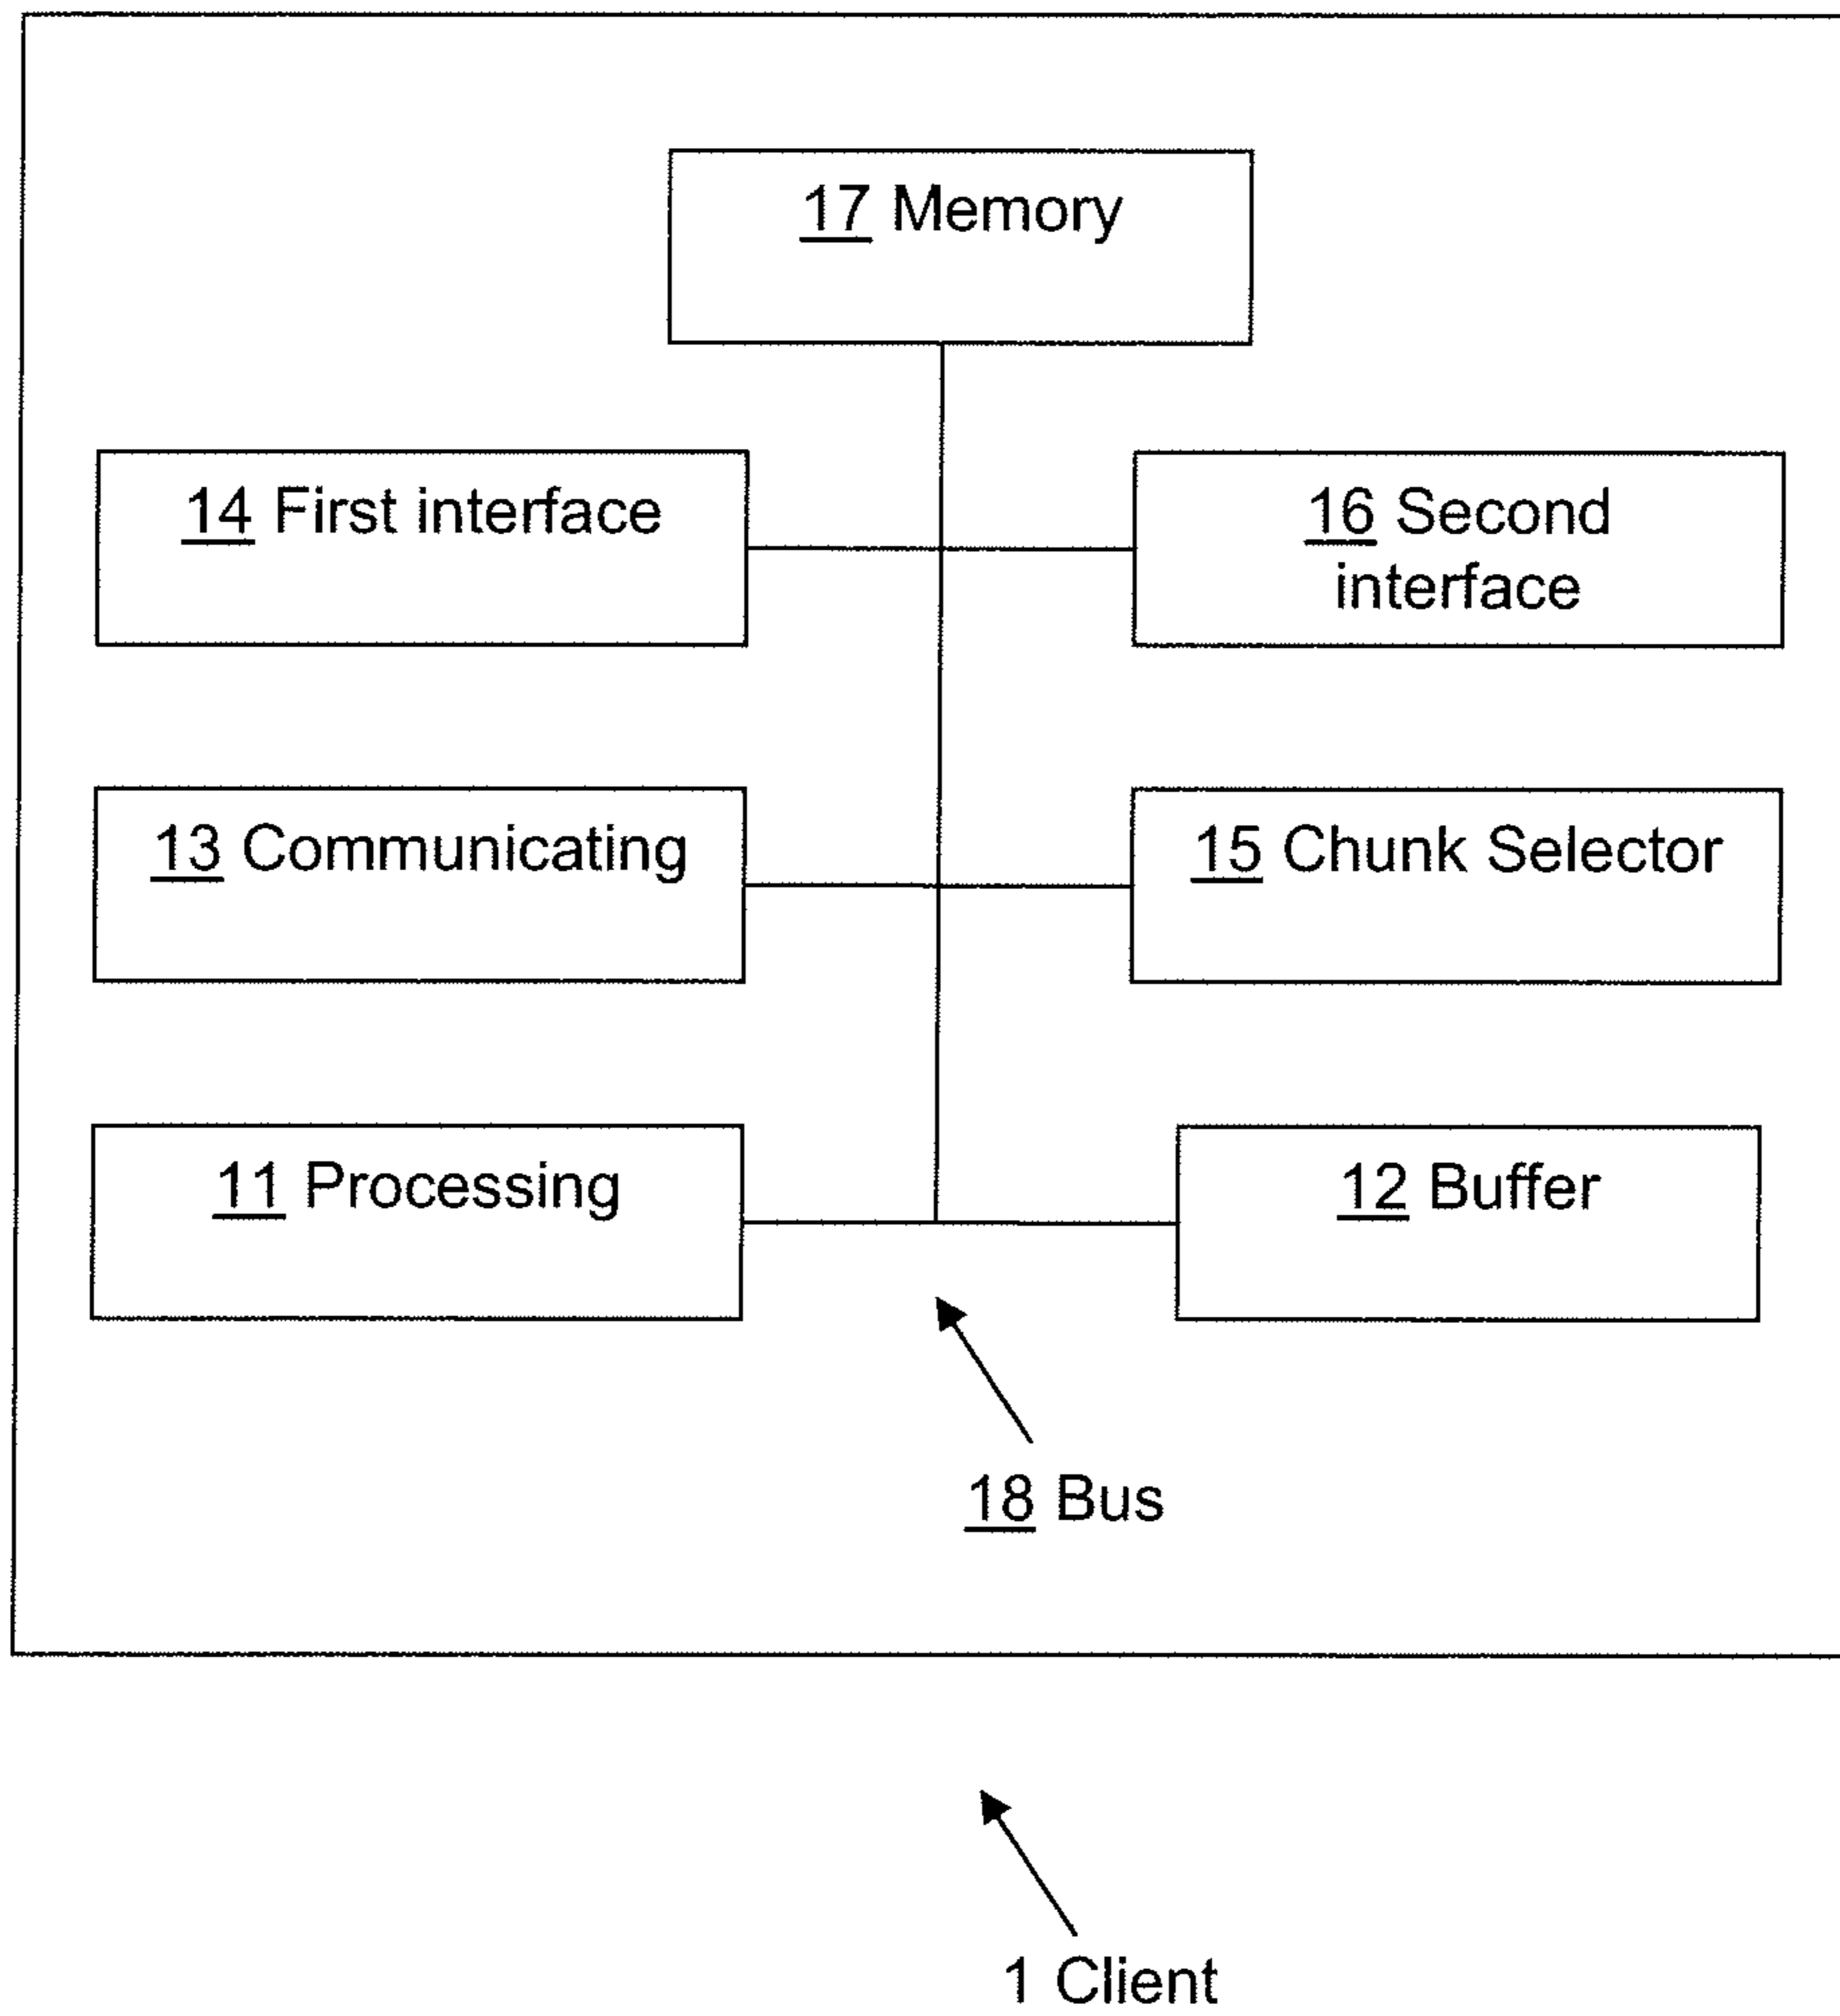 17 Memory
14 First interface
16 Second
interface
13 Communicating
15 Chunk Selector
11 Processing
12 Buffer
18 Bus
1 Client